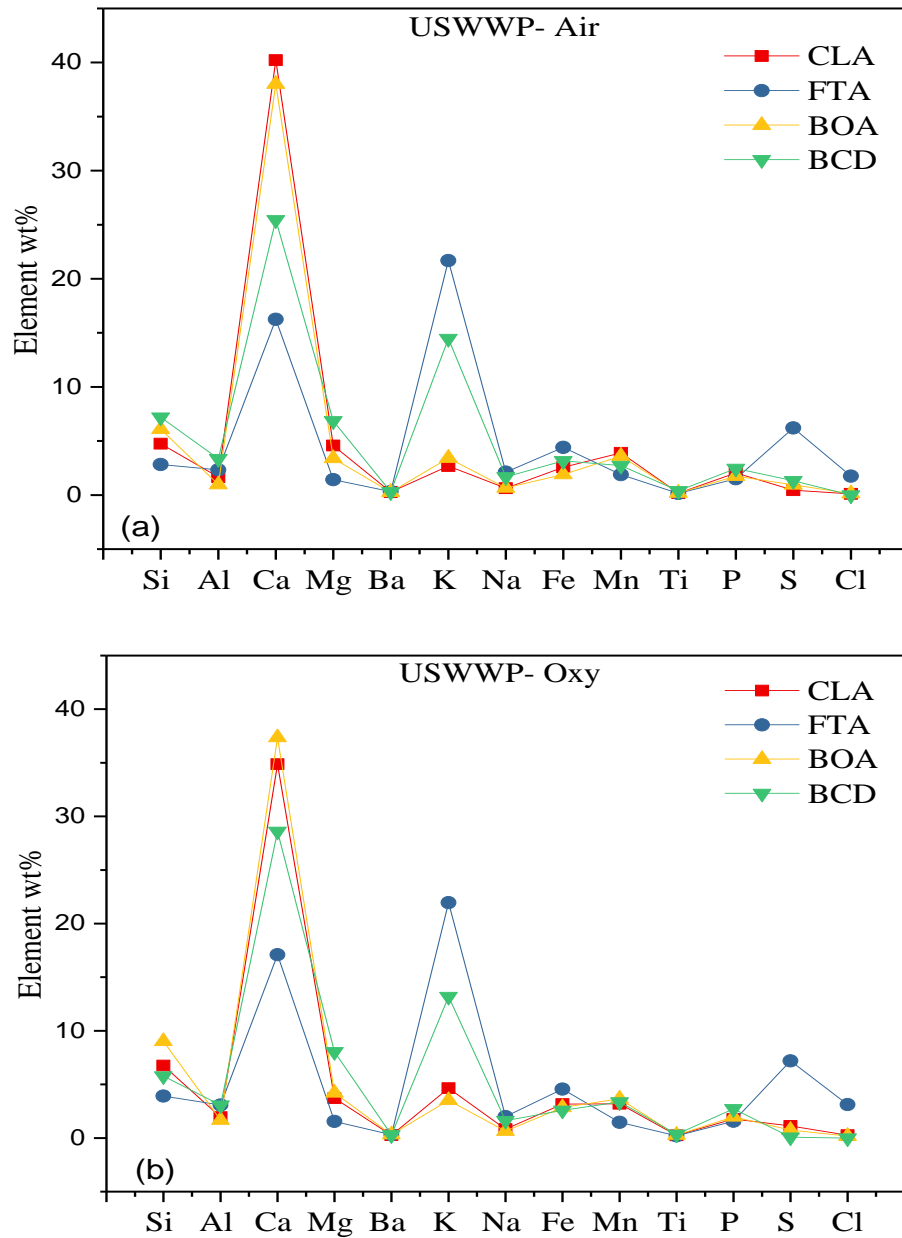 USWWP- Air
CLA
FTA
BOA
BCD
40
30
20
10
0
Element wt%
(a)
Si Al Ca Mg Ba K Na Fe Mn Ti P S Cl
USWWP- Oxy
CLA
FTA
BOA
BCD
40
30
20
10
0
Element wt%
(b)
Si Al Ca Mg Ba K Na Fe Mn Ti P S Cl